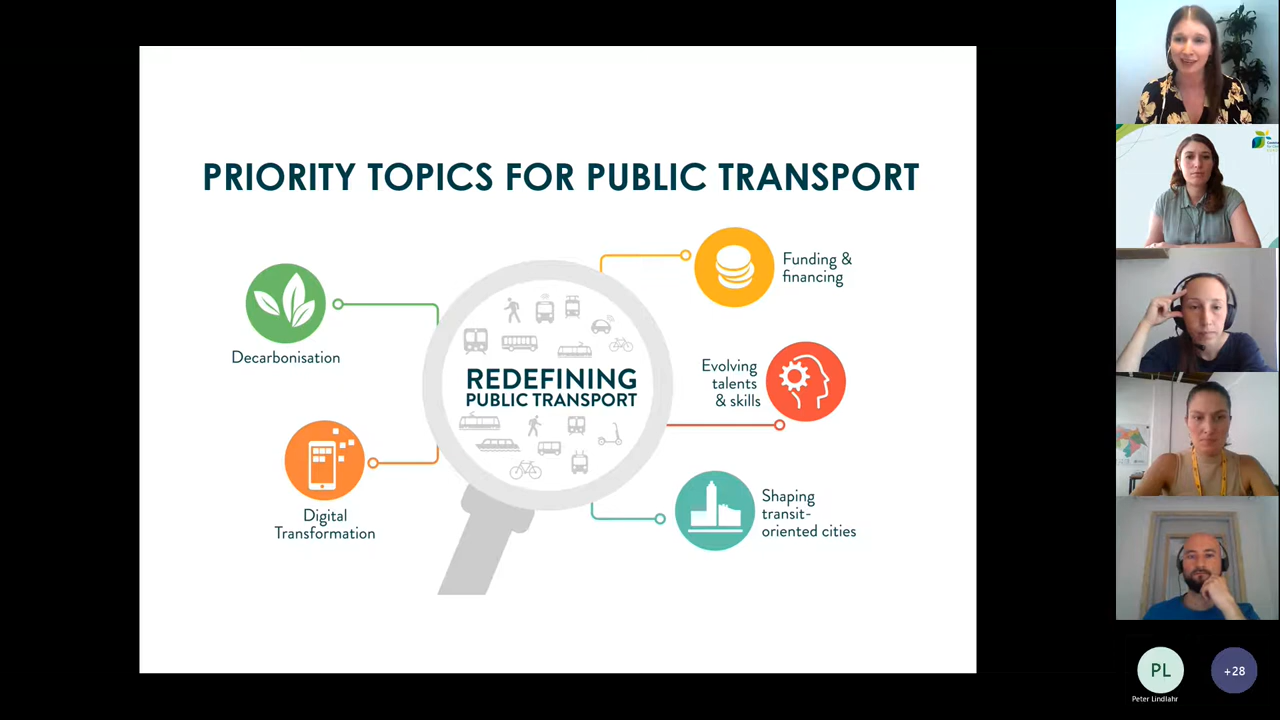 PRIORITY TOPICS FOR PUBLIC TRANSPORT
Decarbonisation
Digital
Transformation
REDEFINING
PUBLIC TRANSPORT
Funding &
financing
Evolving
talents
& skills
Shaping
transit-
oriented cities
PL
+28
Peter Lindlahr